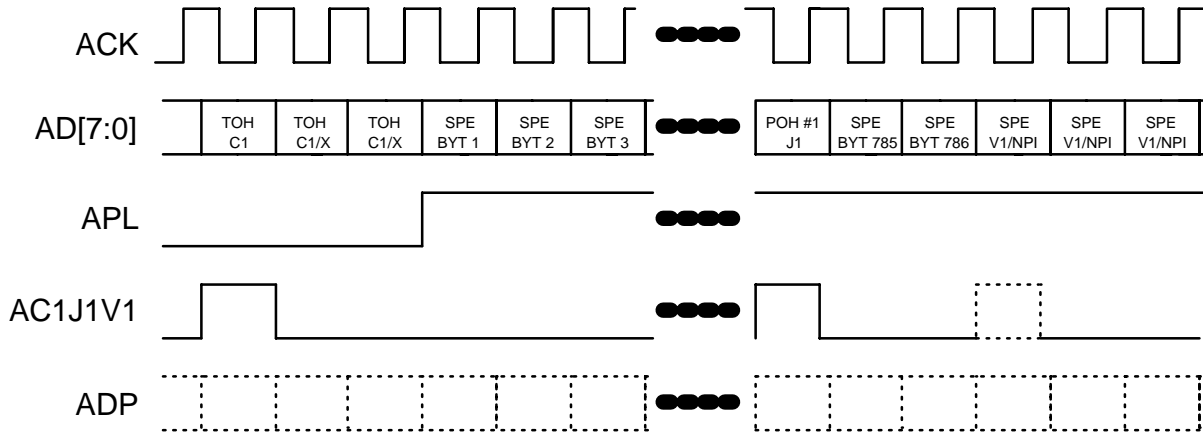 ACK
AD[7:0]
TOH
C1
TOH
C1/X
TOH
C1/X
SPE
BYT 1
SPE
BYT 2
SPE
BYT 3
POH #1
J1
SPE
BYT 785
SPE
BYT 786
SPE
V1/NPI
SPE
V1/NPI
SPE
V1/NPI
APL
AC1J1V1
ADP